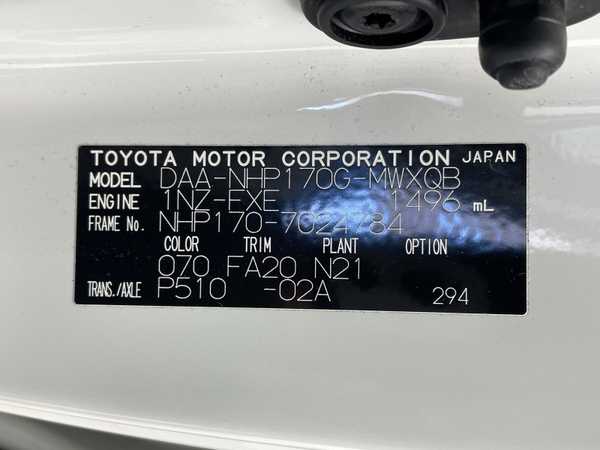 TOYOTA MOTOR CORPORATION JAPAN
MODEL DAA-NHP170G-MWXQB
ENGINE 1NZ-FXE 1496 mL
FRAME No. NHP170-7024784
COLOR TRIM PLANT OPTION
070 FA20 N21
TRANS./AXLE P510 -02A 294